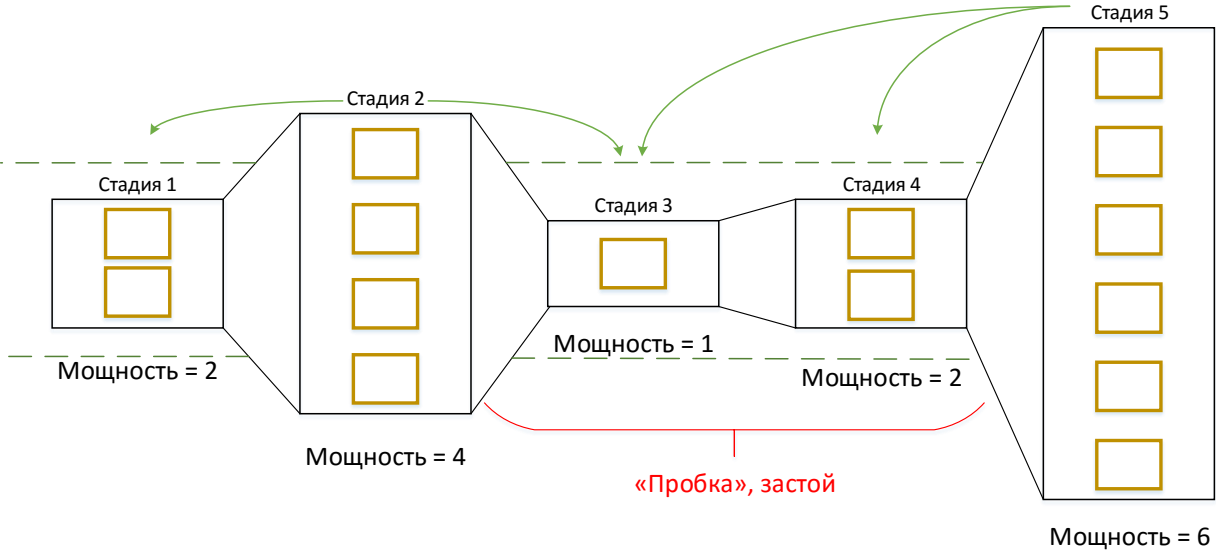 Стадия 1
Мощность = 2
Стадия 2
Мощность = 4
Стадия 3
Мощность = 1
Стадия 4
Мощность = 2
«Пробка», застой
Стадия 5
Мощность = 6